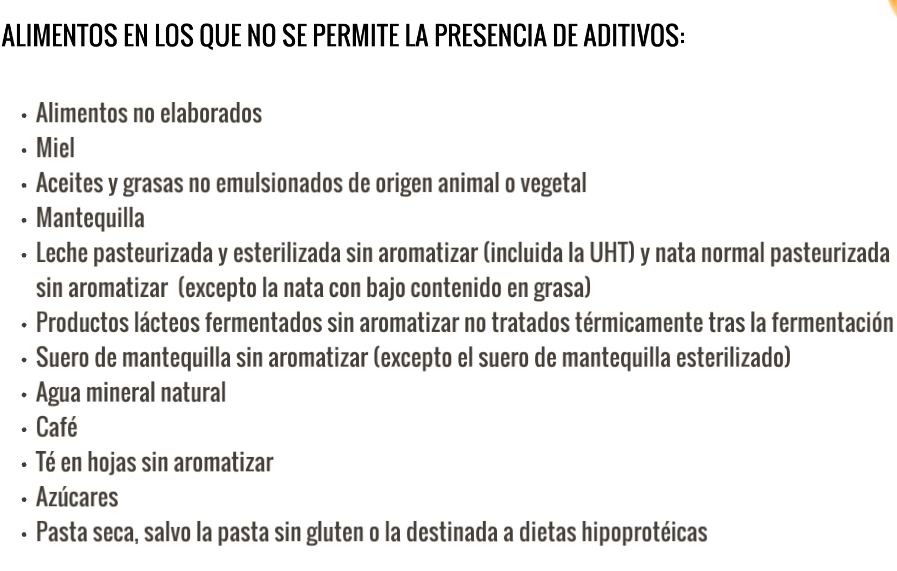 ALIMENTOS EN LOS QUE NO SE PERMITE LA PRESENCIA DE ADITIVOS:
• Alimentos no elaborados
• Miel
• Aceites y grasas no emulsionados de origen animal o vegetal
• Mantequilla
• Leche pasteurizada y esterilizada sin aromatizar (incluida la UHT) y nata normal pasteurizada
sin aromatizar (excepto la nata con bajo contenido en grasa)
• Productos lácteos fermentados sin aromatizar no tratados térmicamente tras la fermentación
• Suero de mantequilla sin aromatizar (excepto el suero de mantequilla esterilizado)
• Agua mineral natural
• Café
• Té en hojas sin aromatizar
• Azúcares
• Pasta seca, salvo la pasta sin gluten o la destinada a dietas hipoprotéicas